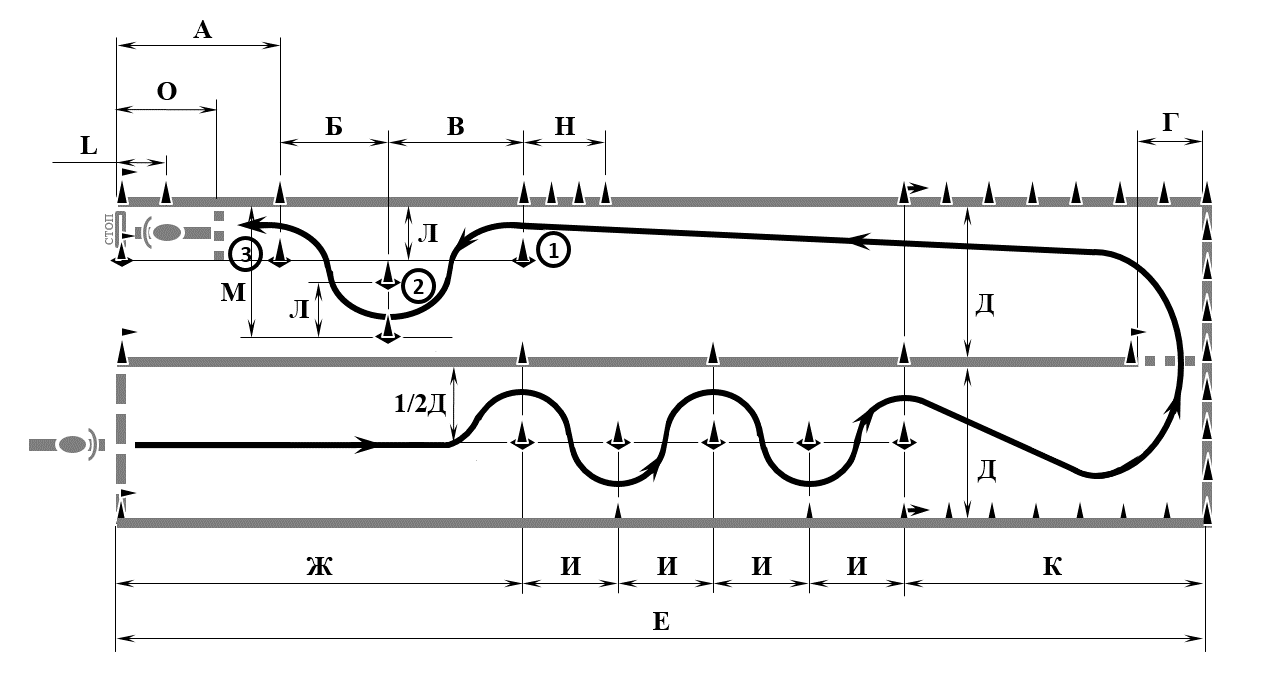 А
О
Б
В
Н
Г
L
СТОП
Л
1
3
2
М
Л
Д
1/2Д
Д
Ж
И
И
И
И
К
Е